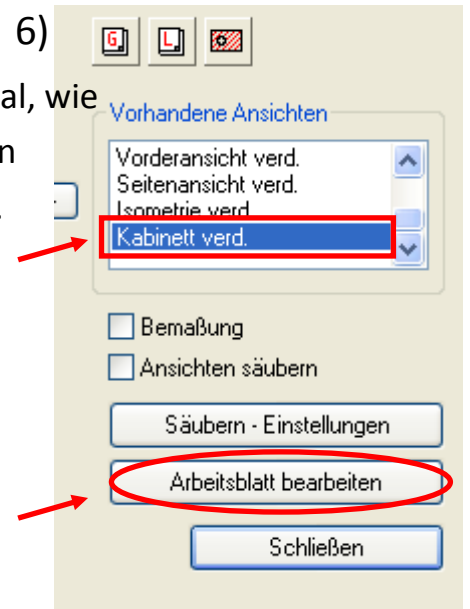 6)
G L
al, wie
n
Vorhandene Ansichten
Vorderansicht verd.
Seitenansicht verd.
Isometrie verd.
Kabinett verd.
Bemaßung
Ansichten säubern
Säubern - Einstellungen
Arbeitsblatt bearbeiten
Schließen